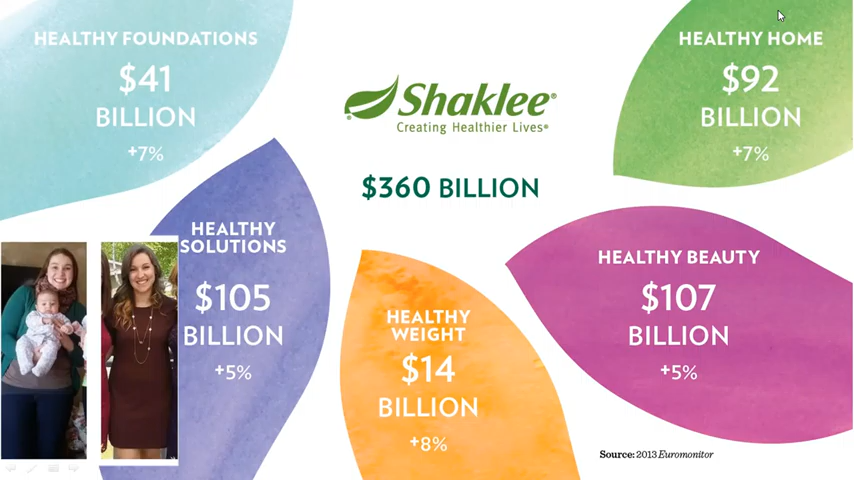 HEALTHY FOUNDATIONS
$41
BILLION
+7%
Shaklee®
Creating Healthier Lives®
$360 BILLION
HEALTHY HOME
$92
BILLION
+7%
HEALTHY
SOLUTIONS
$105
BILLION
+5%
HEALTHY
WEIGHT
$14
BILLION
+8%
HEALTHY BEAUTY
$107
BILLION
+5%
Source: 2013 Euromonitor